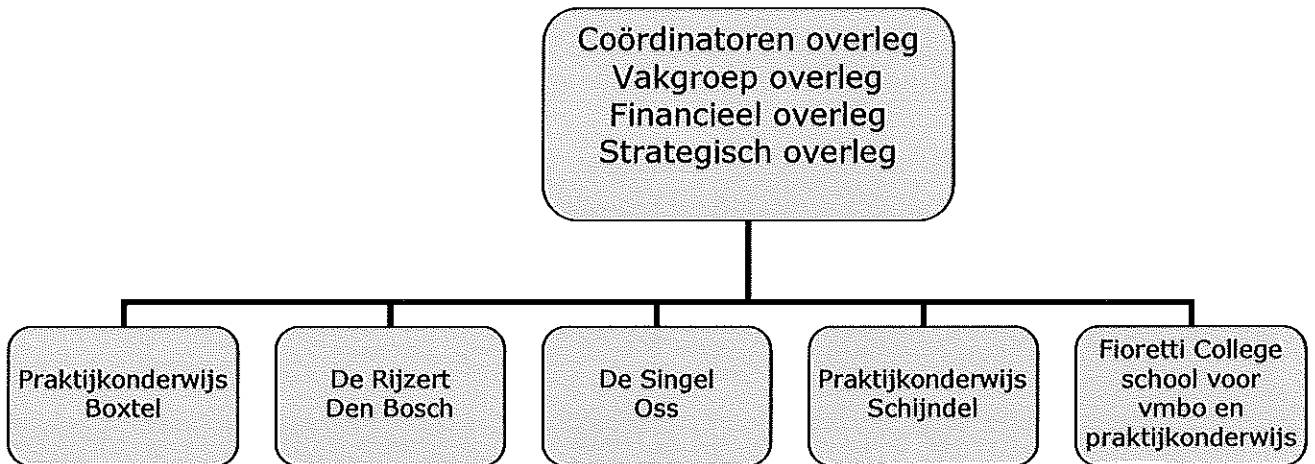 Coördinatoren overleg
Vakgroep overleg
Financieel overleg
Strategisch overleg
Praktijkonderwijs
Boxtel
De Rijzert
Den Bosch
De Singel
Oss
Praktijkonderwijs
Schijndel
Fioretti College
school voor
vmbo en
praktijkonderwijs